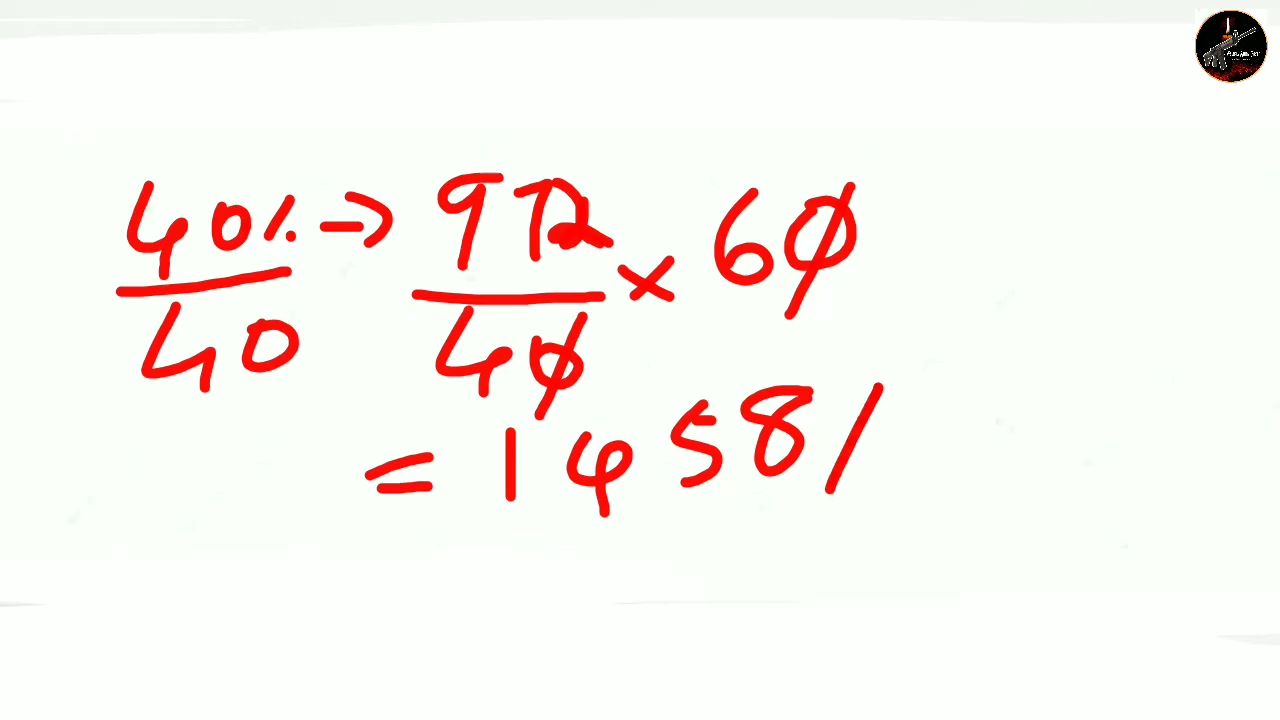 40% → 972 × 60
40 40
= 1458/